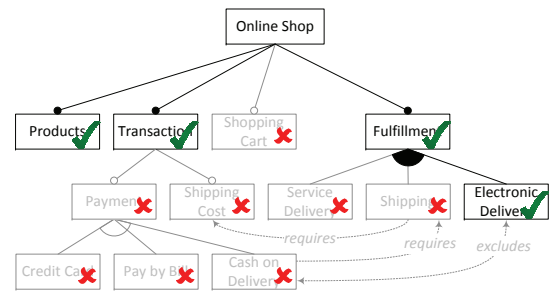 Online Shop
Products
Transaction
Shopping
Cart
Fulfillment
Payment
Shipping
Cost
Service
Delivery
Shipping
Electronic
Delivery
requires
requires
excludes
Credit Card
Pay by Bill
Cash on
Delivery